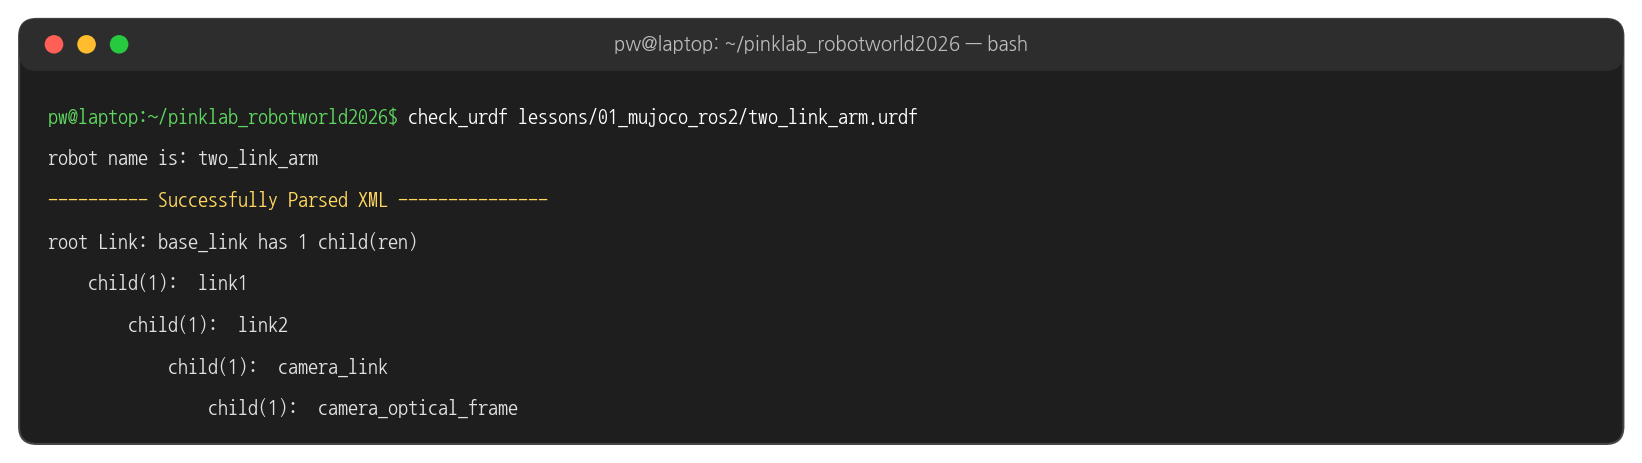 pw@laptop: ~/pinklab_robotworld2026 — bash
pw@laptop:~/pinklab_robotworld2026$ check_urdf lessons/01_mujoco_ros2/two_link_arm.urdf
robot name is: two_link_arm
---------- Successfully Parsed XML ---------------
root Link: base_link has 1 child(ren)
    child(1):  link1
        child(1):  link2
            child(1):  camera_link
                child(1):  camera_optical_frame